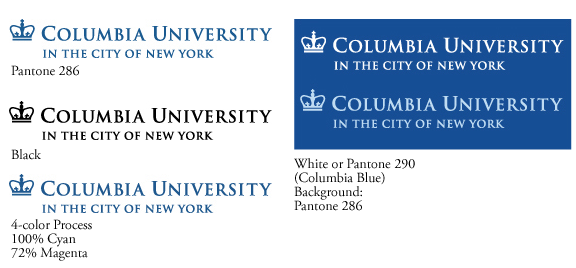 COLUMBIA UNIVERSITY
IN THE CITY OF NEW YORK
Pantone 286
COLUMBIA UNIVERSITY
IN THE CITY OF NEW YORK
Black
COLUMBIA UNIVERSITY
IN THE CITY OF NEW YORK
4-color Process
100% Cyan
72% Magenta
COLUMBIA UNIVERSITY
IN THE CITY OF NEW YORK
COLUMBIA UNIVERSITY
IN THE CITY OF NEW YORK
White or Pantone 290
(Columbia Blue)
Background:
Pantone 286